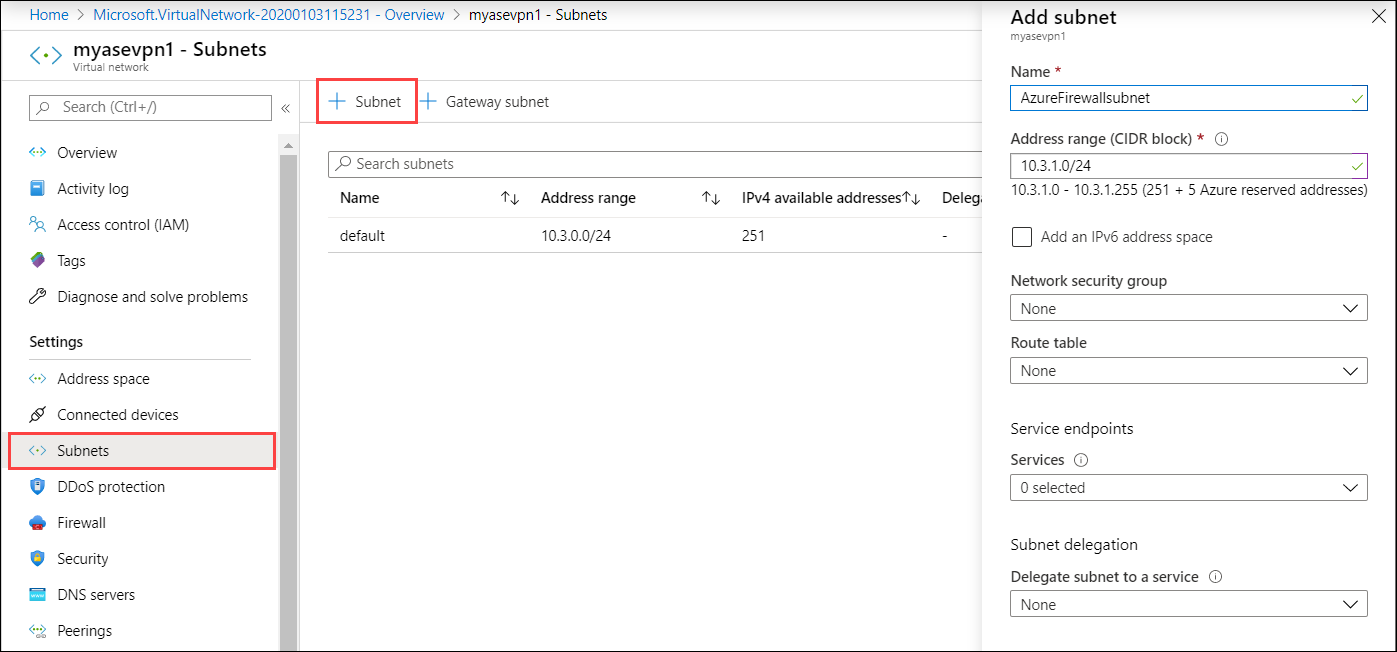 Home > Microsoft.VirtualNetwork-20200103115231 - Overview > myasevpn1 - Subnets
myasevpn1 - Subnets
Virtual network
Search (Ctrl+/)
«
Overview
Activity log
Access control (IAM)
Tags
Diagnose and solve problems
Settings
Address space
Connected devices
Subnets
DDoS protection
Firewall
Security
DNS servers
Peerings
+ Subnet + Gateway subnet
Search subnets
Name ↑↓ Address range ↑↓ IPv4 available addresses ↑↓ Delega
default 10.3.0.0/24 251 -
Add subnet
myasevpn1
Name *
AzureFirewallsubnet
Address range (CIDR block) *
10.3.1.0/24
10.3.1.0 - 10.3.1.255 (251 + 5 Azure reserved addresses)
Add an IPv6 address space
Network security group
None
Route table
None
Service endpoints
Services
0 selected
Subnet delegation
Delegate subnet to a service
None